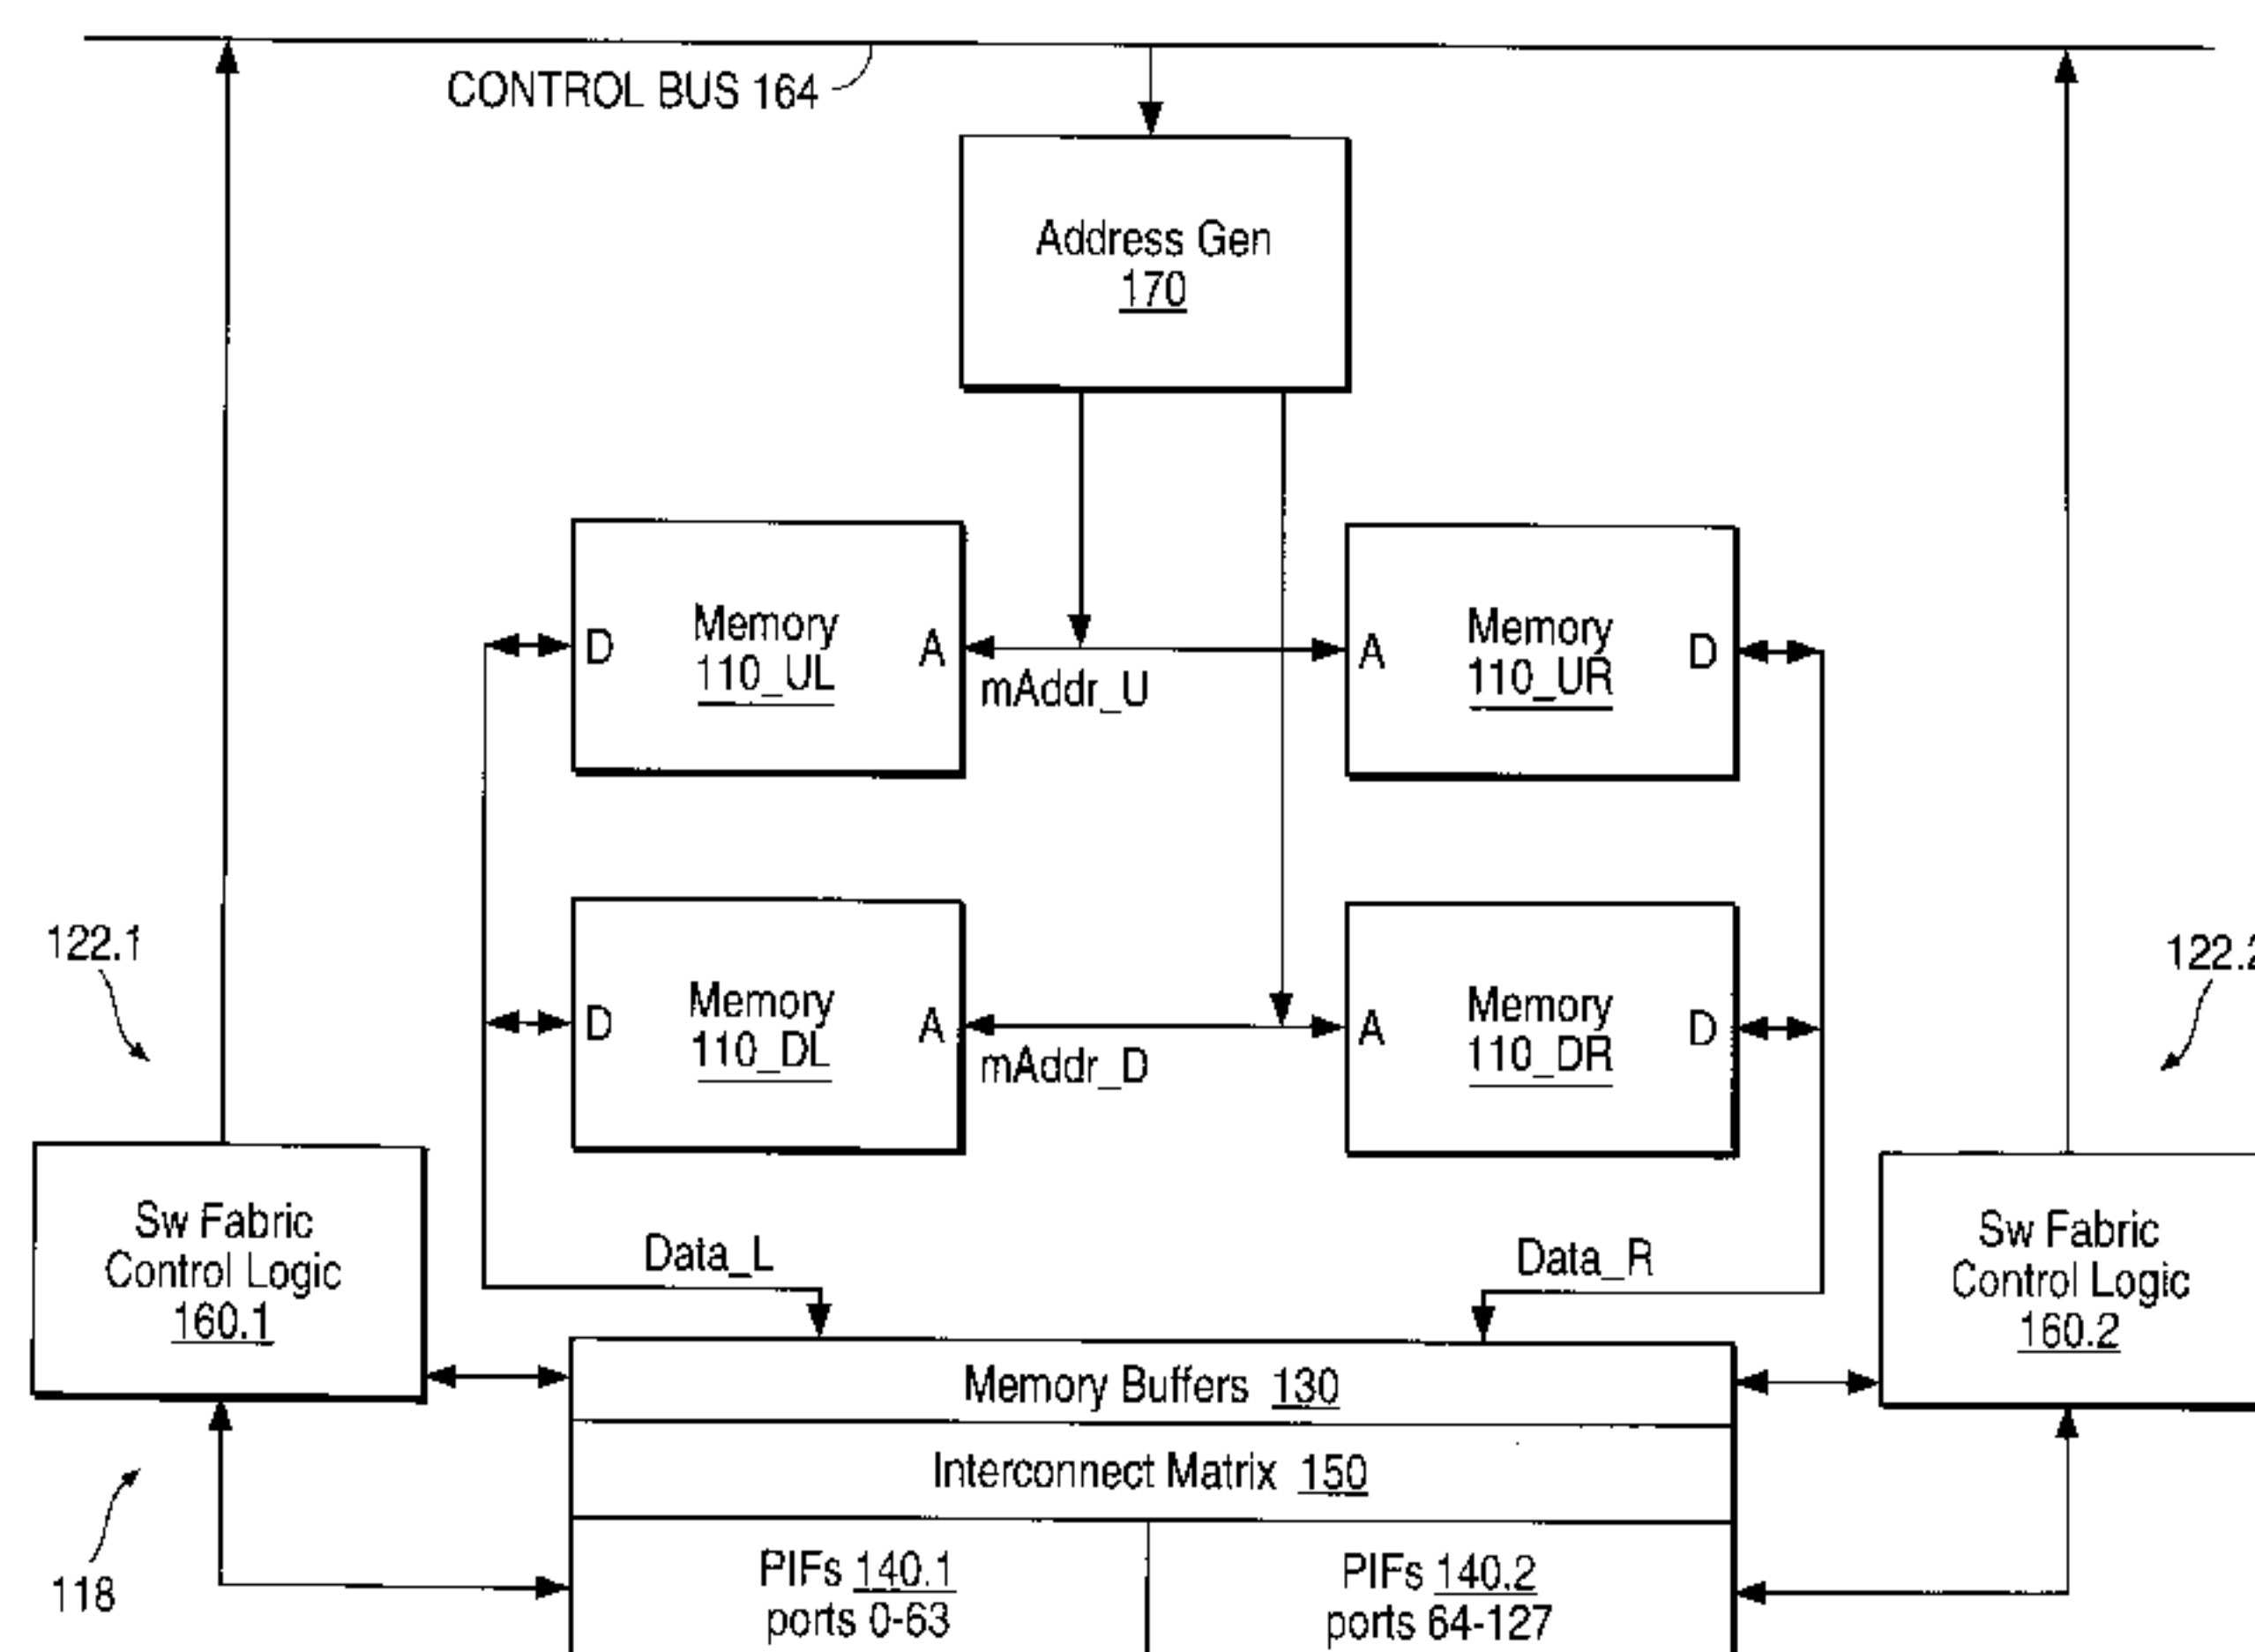 CONTROL BUS 164
Address Gen
170
D
Memory
110_UL
A
mAddr_U
A
Memory
110_UR
D
122.1
D
Memory
110_DL
A
mAddr_D
A
Memory
110_DR
D
122.2
Sw Fabric
Control Logic
160.1
Data_L
Data_R
Sw Fabric
Control Logic
160.2
Memory Buffers 130
Interconnect Matrix 150
118
PIFs 140.1
ports 0-63
PIFs 140.2
ports 64-127